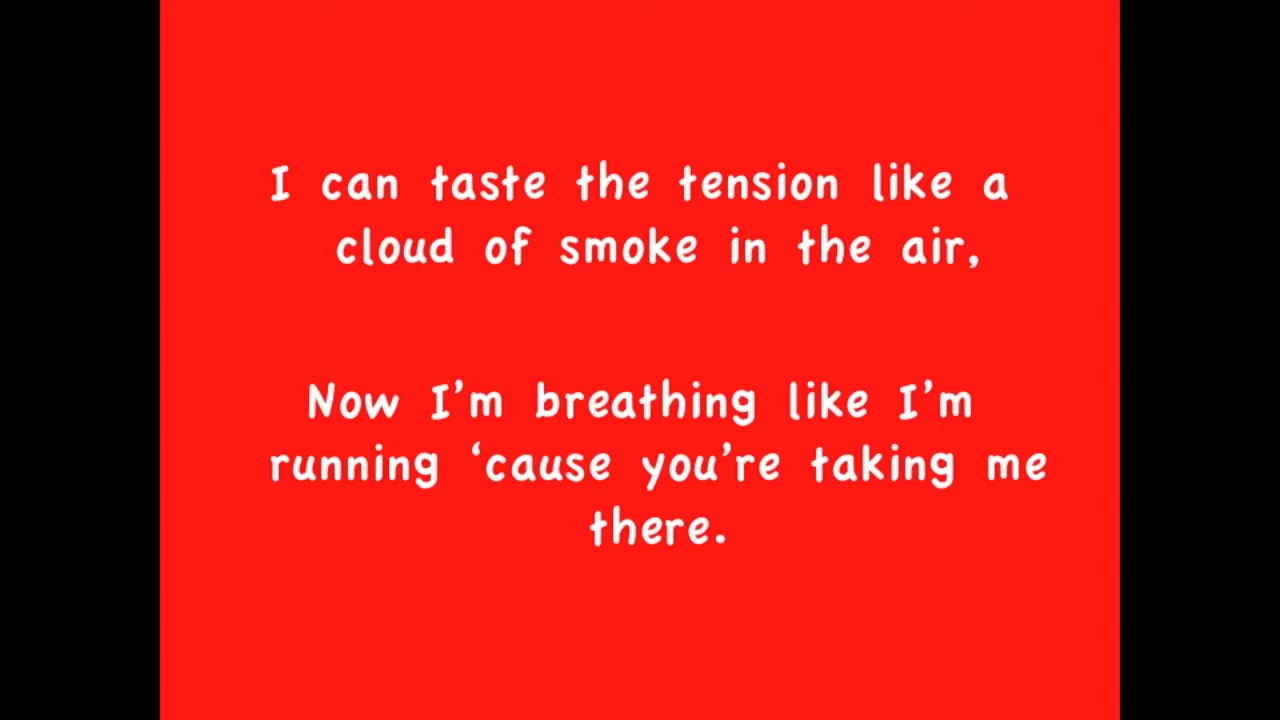 I can taste the tension like a
cloud of smoke in the air,
Now I’m breathing like I’m
running ‘cause you’re taking me
there.